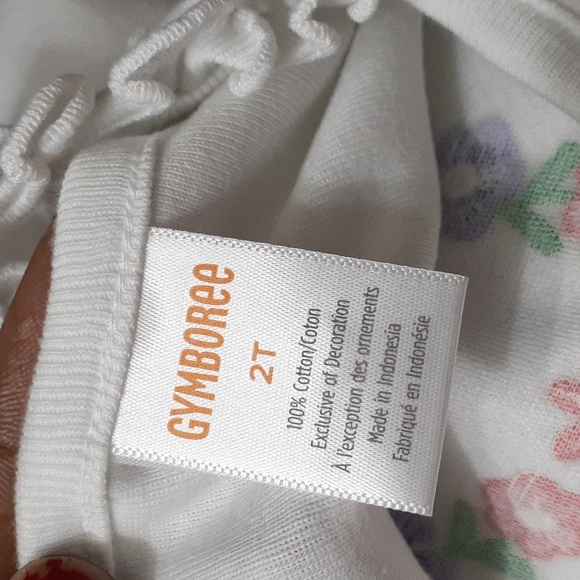 GYMBOREE
2T
100% Cotton/Coton
Exclusive of Decoration
À l'exception des ornements
Made in Indonesia
Fabriqué en Indonésie